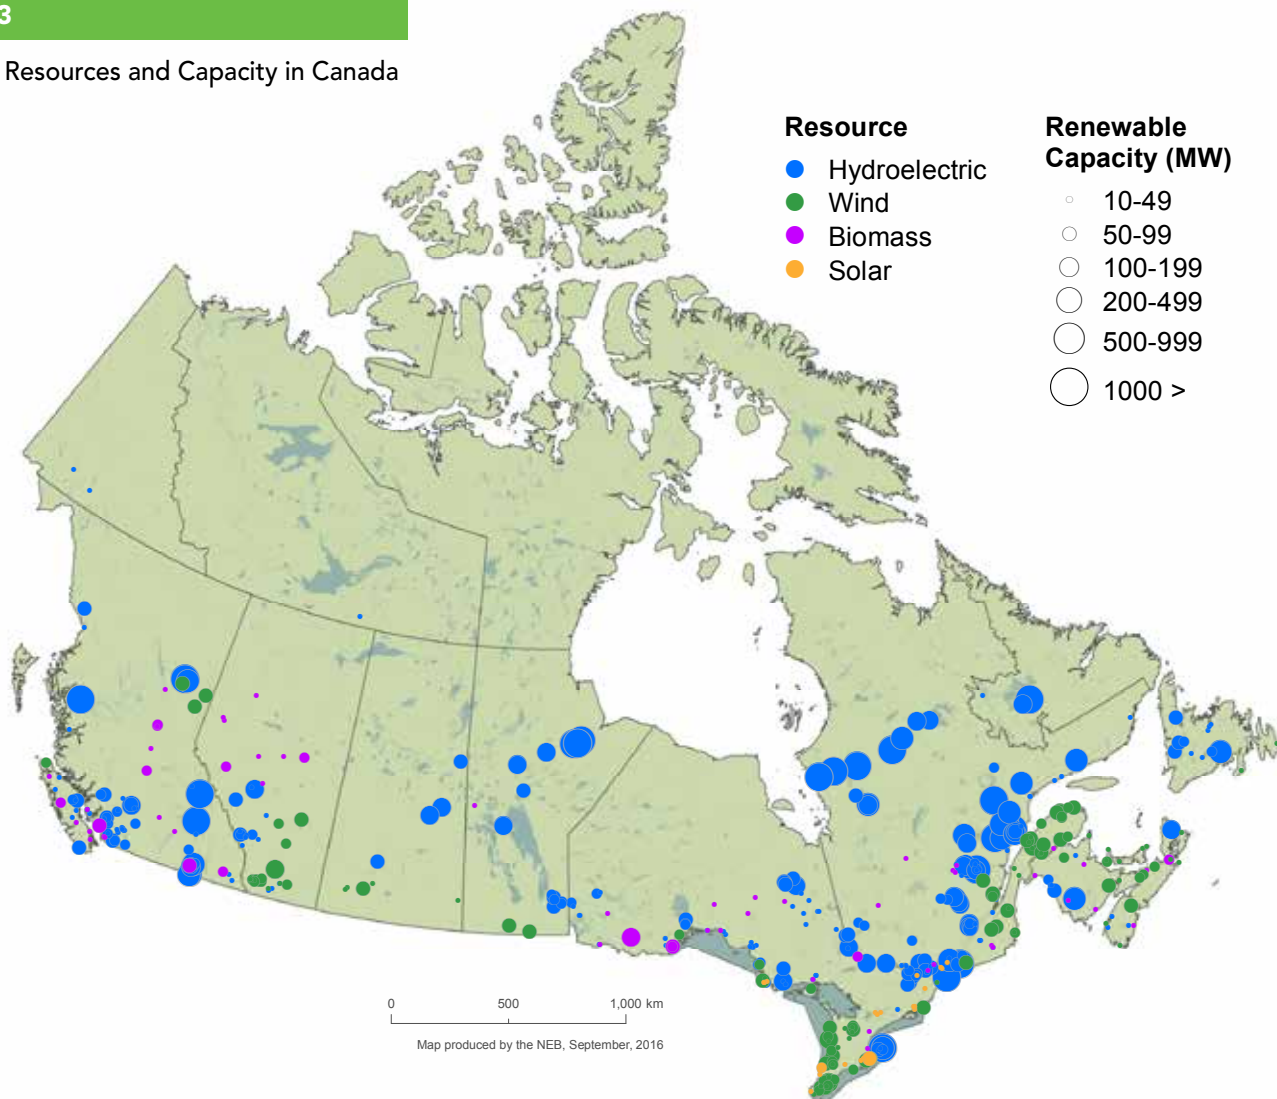 3
Resources and Capacity in Canada
Resource
Hydroelectric
Wind
Biomass
Solar
Renewable
Capacity (MW)
10-49
50-99
100-199
200-499
500-999
1000 >
0 500 1,000 km
Map produced by the NEB, September, 2016